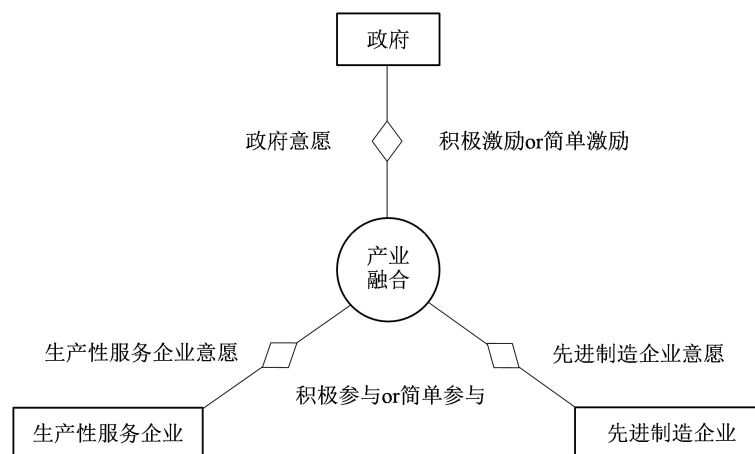 政府
政府意愿
积极激励or简单激励
产业
融合
生产性服务企业意愿
先进制造企业意愿
积极参与or简单参与
生产性服务企业
先进制造企业